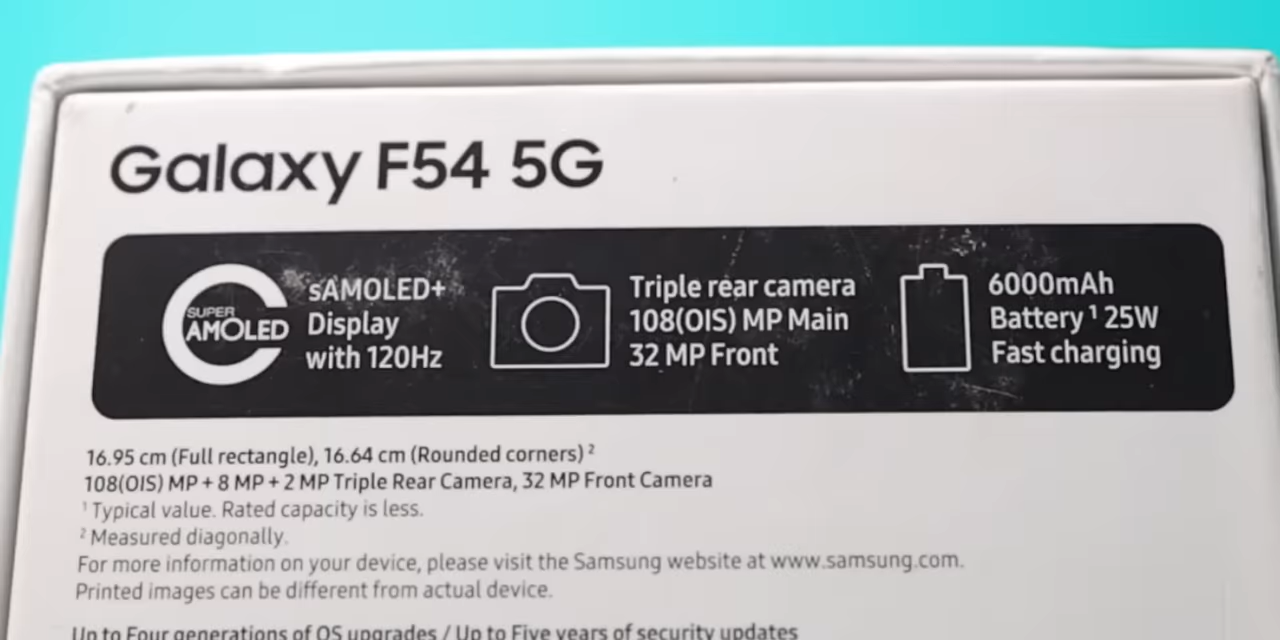 Galaxy F54 5G
SUPER
AMOLED
sAMOLED+
Display
with 120Hz
Triple rear camera
108(OIS) MP Main
32 MP Front
6000mAh
Battery ¹ 25W
Fast charging
16.95 cm (Full rectangle), 16.64 cm (Rounded corners) ²
108(OIS) MP + 8 MP + 2 MP Triple Rear Camera, 32 MP Front Camera
¹ Typical value. Rated capacity is less.
² Measured diagonally.
For more information on your device, please visit the Samsung website at www.samsung.com.
Printed images can be different from actual device.
Up to Four generations of OS upgrades / Up to Five years of security updates